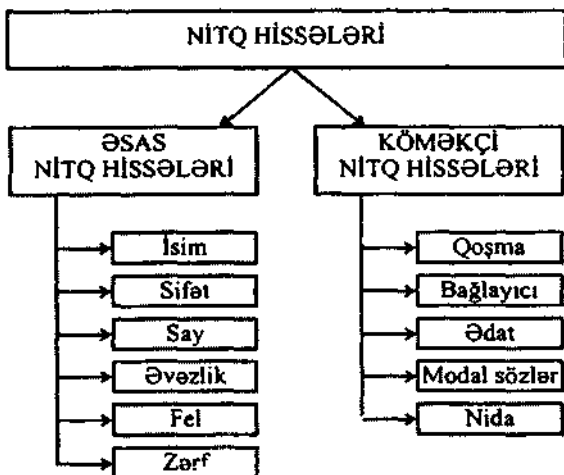 NİTQ HİSSƏLƏRİ
ƏSAS
NİTQ HİSSƏLƏRİ
İsim
Sifət
Say
Əvəzlik
Fel
Zərf
KÖMƏKÇİ
NİTQ HİSSƏLƏRİ
Qoşma
Bağlayıcı
Ədat
Modal sözlər
Nida